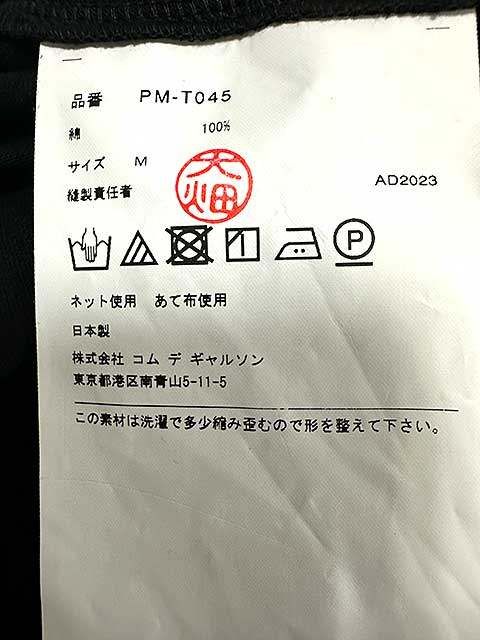 品番 PM-T045
綿 100%
サイズ M
AD2023
縫製責任者
大畑
P
ネット使用 あて布使用
日本製
株式会社 コム デ ギャルソン
東京都港区南青山5-11-5
この素材は洗濯で多少縮み歪むので形を整えて下さい。